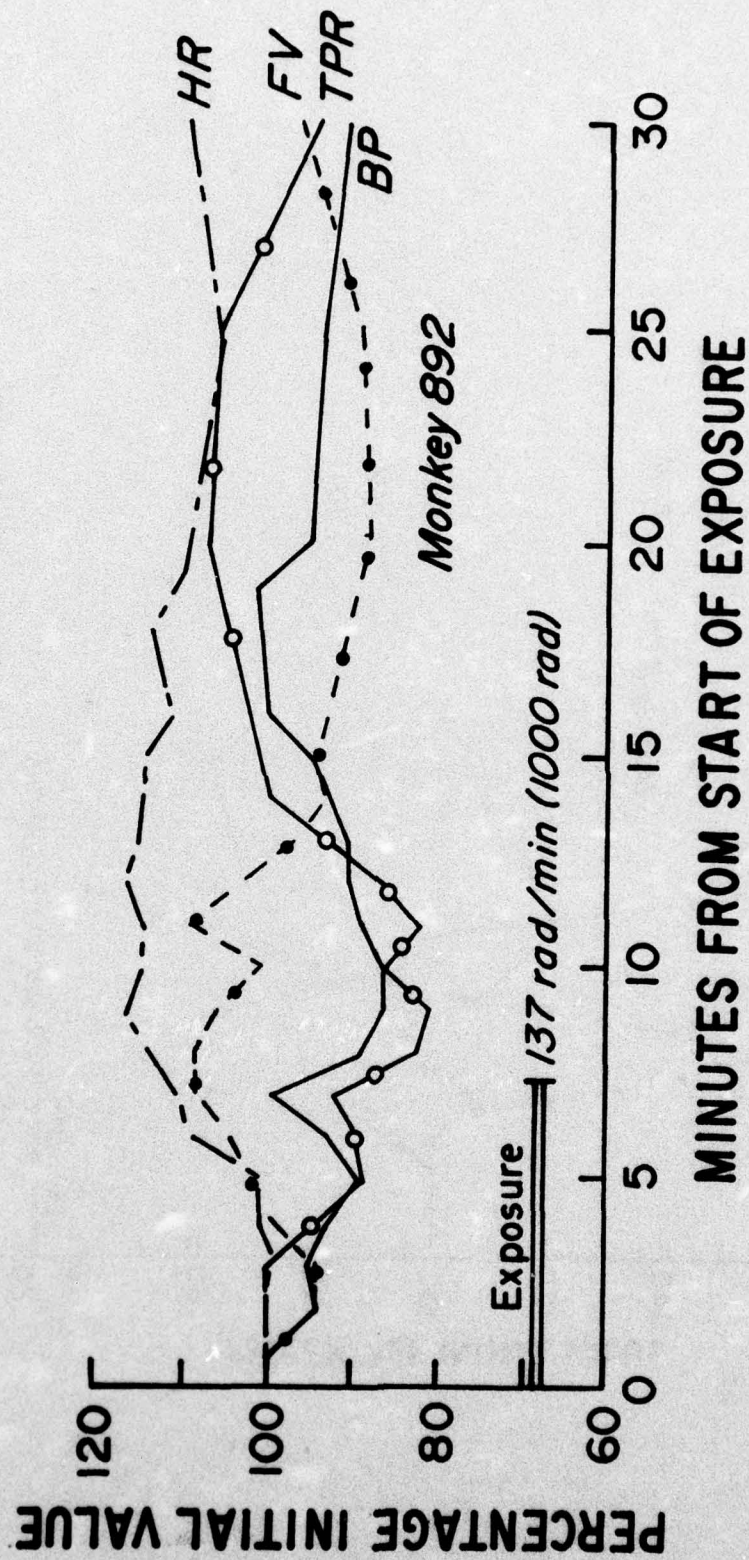 PERCENTAGE INITIAL VALUE
120
100
80
60
HR
FV
TPR
BP
Monkey 892
Exposure
137 rad/min (1000 rad)
0
5
10
15
20
25
30
MINUTES FROM START OF EXPOSURE